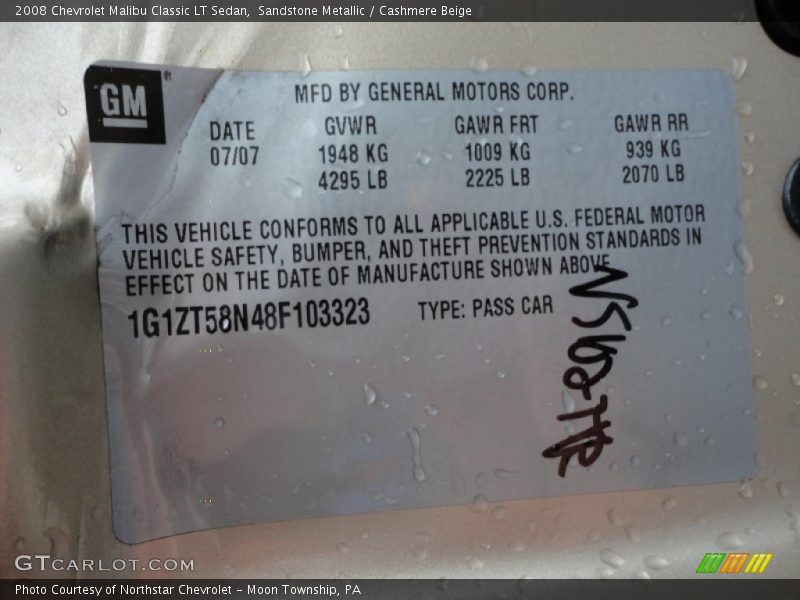 2008 Chevrolet Malibu Classic LT Sedan, Sandstone Metallic / Cashmere Beige
GM
MFD BY GENERAL MOTORS CORP.
DATE GVWR GAWR FRT GAWR RR
07/07 1948 KG 1009 KG 939 KG
4295 LB 2225 LB 2070 LB
THIS VEHICLE CONFORMS TO ALL APPLICABLE U.S. FEDERAL MOTOR
VEHICLE SAFETY, BUMPER, AND THEFT PREVENTION STANDARDS IN
EFFECT ON THE DATE OF MANUFACTURE SHOWN ABOVE
1G1ZT58N48F103323 TYPE: PASS CAR
GTCARLOT.COM
Photo Courtesy of Northstar Chevrolet - Moon Township, PA